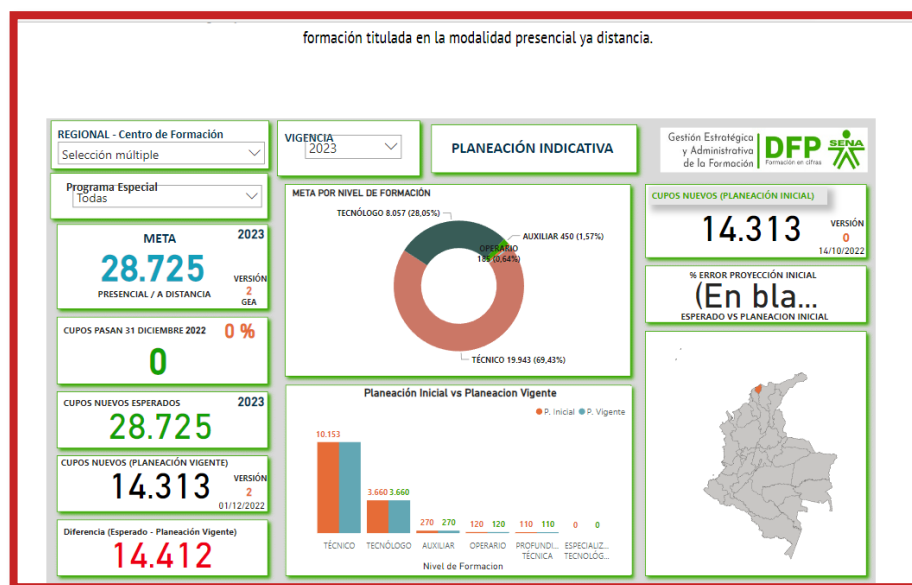 formación titulada en la modalidad presencial ya distancia.
REGIONAL - Centro de Formación
Selección múltiple
VIGENCIA
2023
PLANEACIÓN INDICATIVA
Gestión Estratégica
y Administrativa
de la Formación
DFP
Formación en cifras
SENA
Programa Especial
Todas
META
2023
28.725
VERSIÓN
2
PRESENCIAL / A DISTANCIA
GEA
CUPOS PASAN 31 DICIEMBRE 2022
0 %
0
CUPOS NUEVOS ESPERADOS
2023
28.725
CUPOS NUEVOS (PLANEACIÓN VIGENTE)
14.313
VERSIÓN
2
01/12/2022
Diferencia (Esperado - Planeación Vigente)
14.412
META POR NIVEL DE FORMACIÓN
TECNÓLOGO 8.057 (28,05%)
AUXILIAR 450 (1,57%)
OPERARIO
185 (0,64%)
TÉCNICO 19.943 (69,43%)
Planeación Inicial vs Planeacion Vigente
P. Inicial
P. Vigente
10.153
3.660 3.660
270 270
120 120
110 110
0 0
TÉCNICO
TECNÓLOGO
AUXILIAR
OPERARIO
PROFUNDI...
TÉCNICA
ESPECIALIZ...
TECNOLÓG...
Nivel de Formacion
CUPOS NUEVOS (PLANEACIÓN INICIAL)
14.313
VERSIÓN
0
14/10/2022
% ERROR PROYECCIÓN INICIAL
(En bla...
ESPERADO VS PLANEACION INICIAL